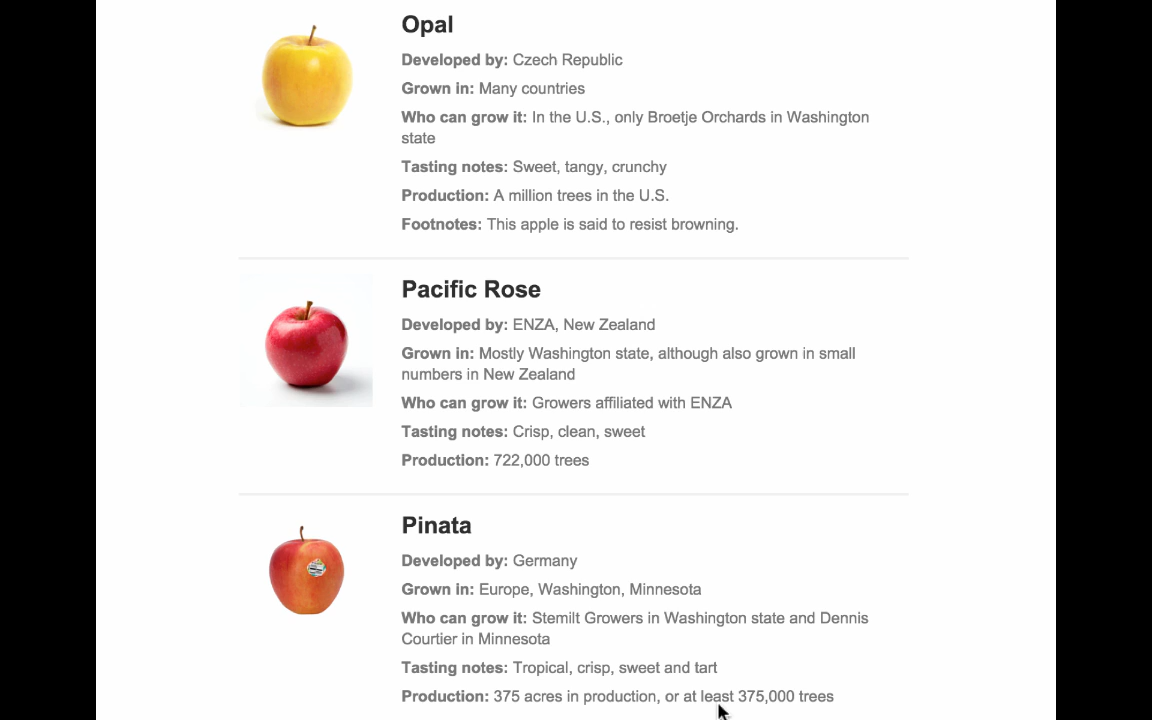 Opal
Developed by: Czech Republic
Grown in: Many countries
Who can grow it: In the U.S., only Broetje Orchards in Washington
state
Tasting notes: Sweet, tangy, crunchy
Production: A million trees in the U.S.
Footnotes: This apple is said to resist browning.
Pacific Rose
Developed by: ENZA, New Zealand
Grown in: Mostly Washington state, although also grown in small
numbers in New Zealand
Who can grow it: Growers affiliated with ENZA
Tasting notes: Crisp, clean, sweet
Production: 722,000 trees
Pinata
Developed by: Germany
Grown in: Europe, Washington, Minnesota
Who can grow it: Stemilt Growers in Washington state and Dennis
Courtier in Minnesota
Tasting notes: Tropical, crisp, sweet and tart
Production: 375 acres in production, or at least 375,000 trees